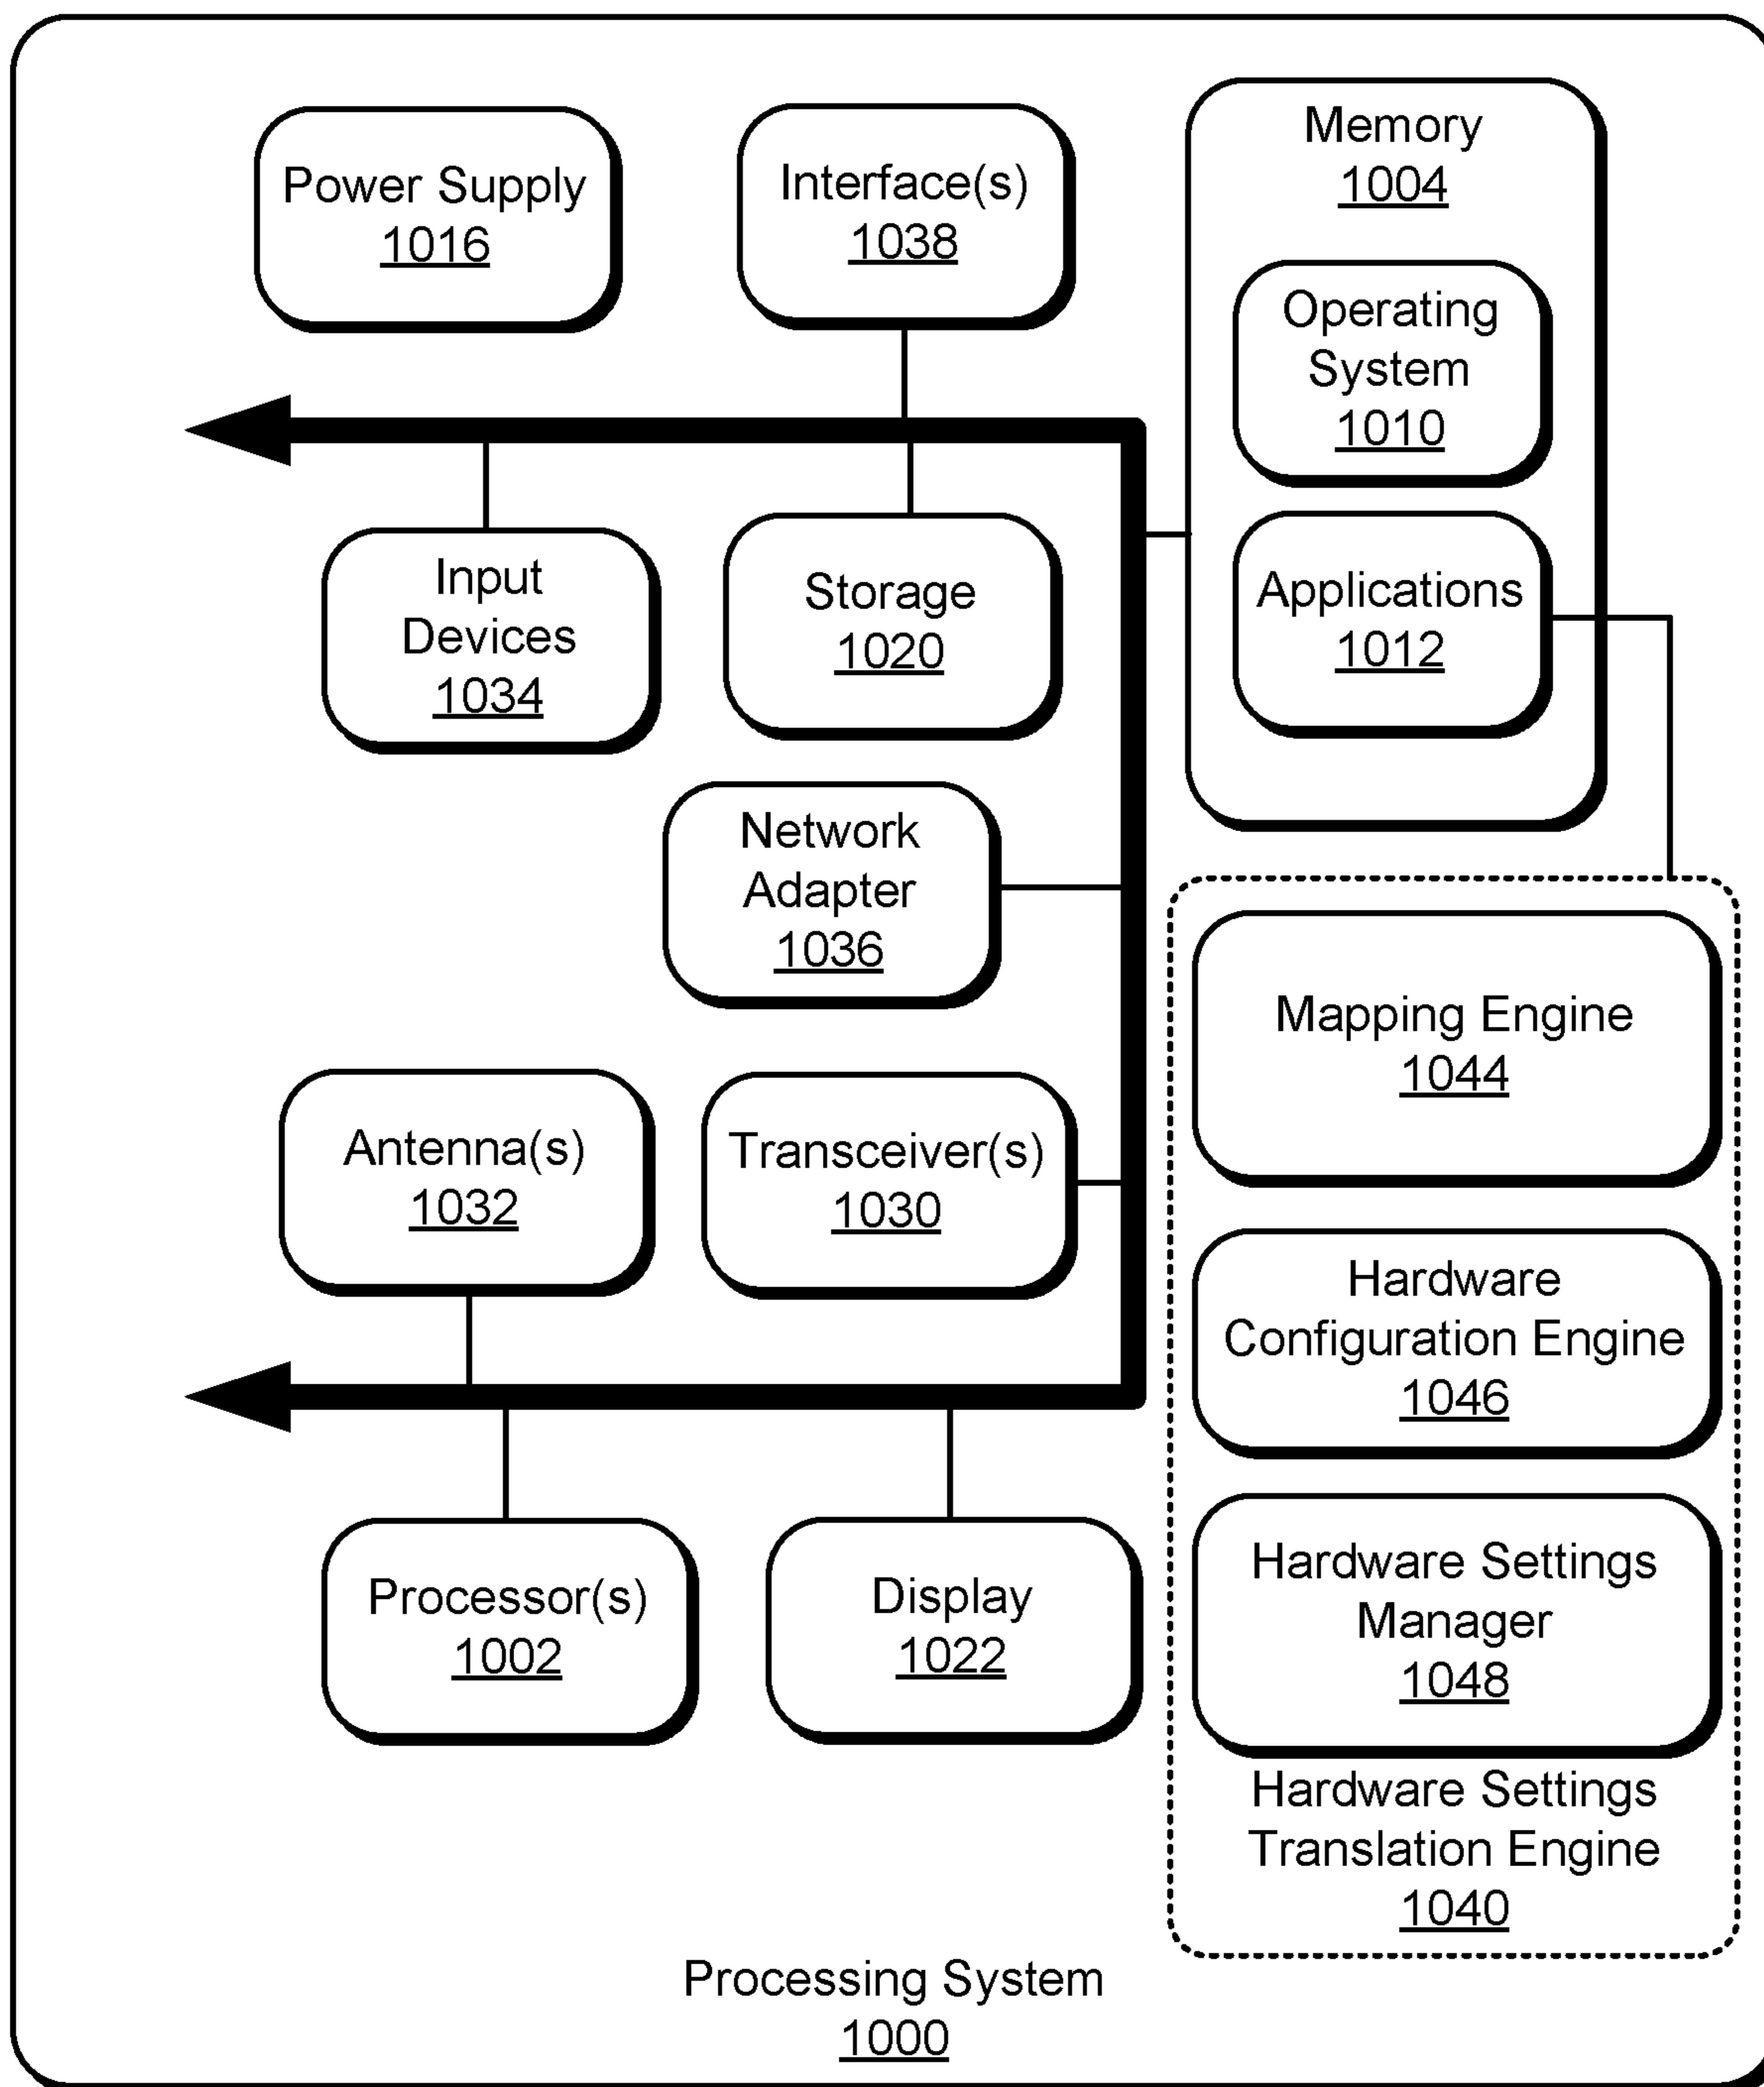 Power Supply
1016
Interface(s)
1038
Memory
1004
Operating
System
1010
Applications
1012
Input
Devices
1034
Storage
1020
Network
Adapter
1036
Antenna(s)
1032
Transceiver(s)
1030
Processor(s)
1002
Display
1022
Mapping Engine
1044
Hardware
Configuration Engine
1046
Hardware Settings
Manager
1048
Hardware Settings
Translation Engine
1040
Processing System
1000